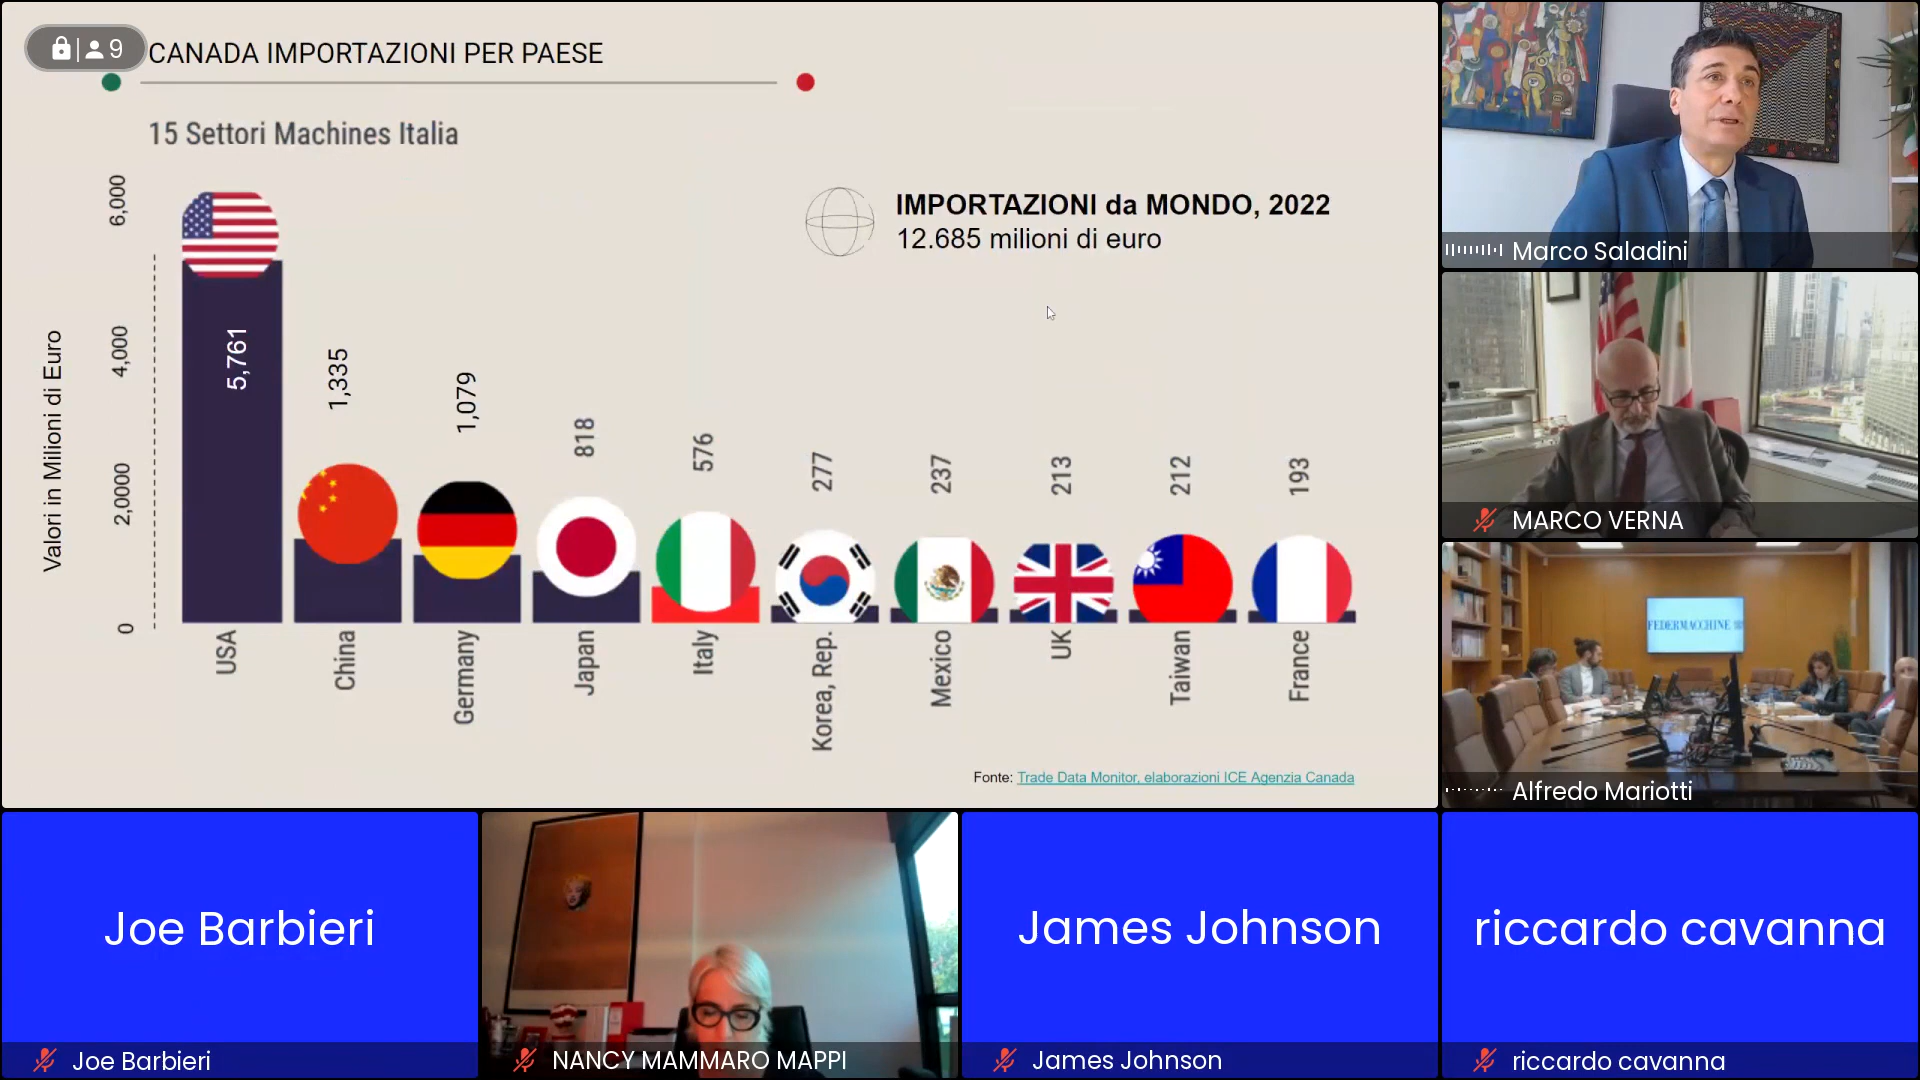 9
CANADA IMPORTAZIONI PER PAESE
15 Settori Machines Italia
IMPORTAZIONI da MONDO, 2022
12.685 milioni di euro
Valori in Milioni di Euro
6,000
4,000
2,0000
0
5,761
1,335
1,079
818
576
277
237
213
212
193
USA
China
Germany
Japan
Italy
Korea, Rep.
Mexico
UK
Taiwan
France
Fonte: Trade Data Monitor, elaborazioni ICE Agenzia Canada
Marco Saladini
MARCO VERNA
FEDERMACCHINE
Alfredo Mariotti
Joe Barbieri
Joe Barbieri
NANCY MAMMARO MAPPI
James Johnson
James Johnson
riccardo cavanna
riccardo cavanna